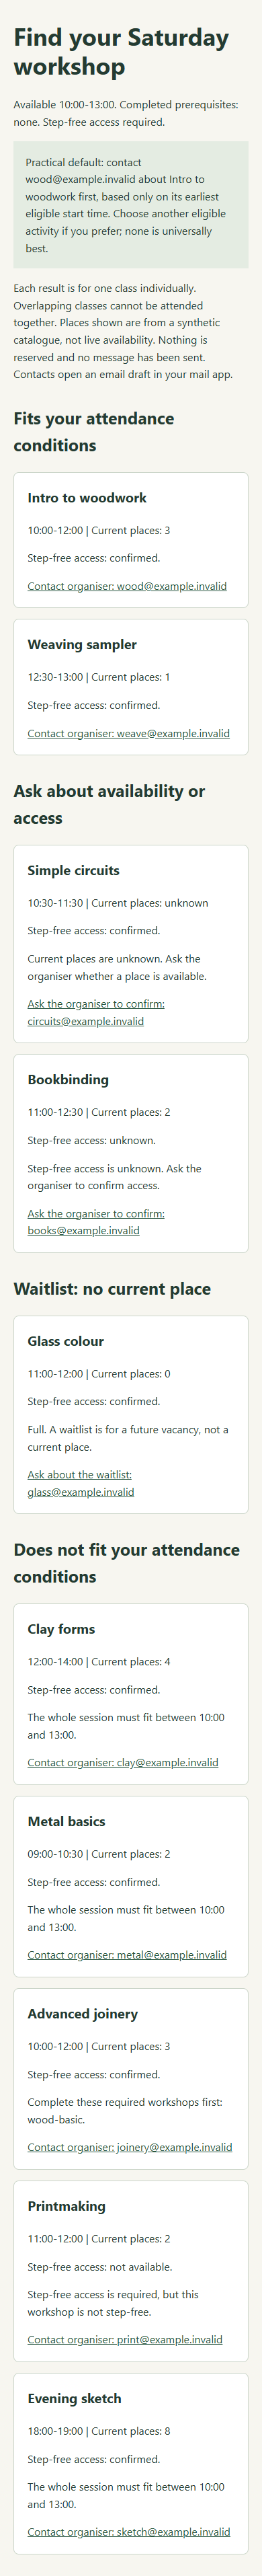 Find your Saturday
workshop
Available 10:00-13:00. Completed prerequisites:
none. Step-free access required.
Practical default: contact
wood@example.invalid about Intro to
woodwork first, based only on its earliest
eligible start time. Choose another eligible
activity if you prefer; none is universally
best.
Each result is for one class individually.
Overlapping classes cannot be attended
together. Places shown are from a synthetic
catalogue, not live availability. Nothing is
reserved and no message has been sent.
Contacts open an email draft in your mail app.
Fits your attendance
conditions
Intro to woodwork
10:00-12:00 | Current places: 3
Step-free access: confirmed.
Contact organiser: wood@example.invalid
Weaving sampler
12:30-13:00 | Current places: 1
Step-free access: confirmed.
Contact organiser: weave@example.invalid
Ask about availability or
access
Simple circuits
10:30-11:30 | Current places: unknown
Step-free access: confirmed.
Current places are unknown. Ask the
organiser whether a place is available.
Ask the organiser to confirm:
circuits@example.invalid
Bookbinding
11:00-12:30 | Current places: 2
Step-free access: unknown.
Step-free access is unknown. Ask the
organiser to confirm access.
Ask the organiser to confirm:
books@example.invalid
Waitlist: no current place
Glass colour
11:00-12:00 | Current places: 0
Step-free access: confirmed.
Full. A waitlist is for a future vacancy, not a
current place.
Ask about the waitlist:
glass@example.invalid
Does not fit your attendance
conditions
Clay forms
12:00-14:00 | Current places: 4
Step-free access: confirmed.
The whole session must fit between 10:00
and 13:00.
Contact organiser: clay@example.invalid
Metal basics
09:00-10:30 | Current places: 2
Step-free access: confirmed.
The whole session must fit between 10:00
and 13:00.
Contact organiser: metal@example.invalid
Advanced joinery
10:00-12:00 | Current places: 3
Step-free access: confirmed.
Complete these required workshops first:
wood-basic.
Contact organiser: joinery@example.invalid
Printmaking
11:00-12:00 | Current places: 2
Step-free access: not available.
Step-free access is required, but this
workshop is not step-free.
Contact organiser: print@example.invalid
Evening sketch
18:00-19:00 | Current places: 8
Step-free access: confirmed.
The whole session must fit between 10:00
and 13:00.
Contact organiser: sketch@example.invalid